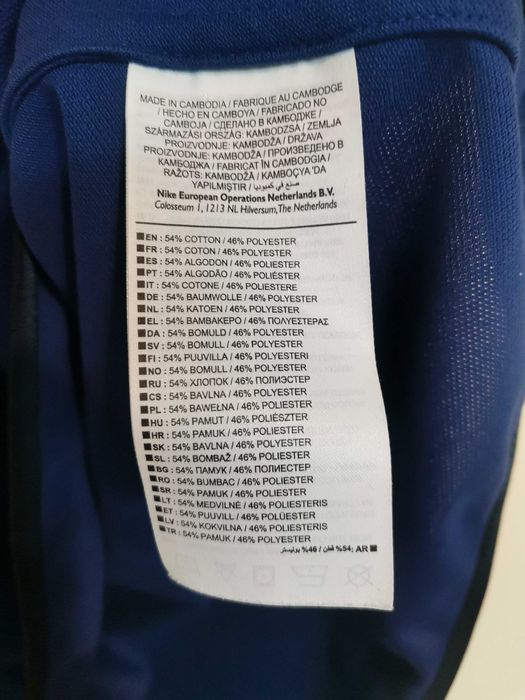 MADE IN CAMBODIA / FABRIQUE AU CAMBODGE
/ HECHO EN CAMBOYA / FABRICADO NO
CAMBOJA / СДЕЛАНО В КАМБОДЖЕ /
SZÁRMAZÁSI ORSZÁG: KAMBODZSA / ZEMLJA
PROIZVODNJE: KAMBODŽA / DRŽAVA
PROIZVODNJE: KAMBODŽA / ПРОИЗВЕДЕНО В
КАМБОДЖА / FABRICAT ÎN CAMBODGIA /
RAŽOTS: KAMBODŽĀ / KAMBOÇYA 'DA
YAPILMIŞTIR / صنع في كمبوديا
Nike European Operations Netherlands B.V.
Colosseum 1, 1213 NL Hilversum, The Netherlands
EN : 54% COTTON / 46% POLYESTER
FR : 54% COTON / 46% POLYESTER
ES : 54% ALGODON / 46% POLIESTER
PT : 54% ALGODÃO / 46% POLIÉSTER
IT : 54% COTONE / 46% POLIESTERE
DE : 54% BAUMWOLLE / 46% POLYESTER
NL : 54% KATOEN / 46% POLYESTER
EL : 54% ΒΑΜΒΑΚΕΡΟ / 46% ΠΟΛΥΕΣΤΕΡΑΣ
DA : 54% BOMULD / 46% POLYESTER
SV : 54% BOMULL / 46% POLYESTER
FI : 54% PUUVILLA / 46% POLYESTERI
NO : 54% BOMULL / 46% POLYESTER
RU : 54% ХЛОПОК / 46% ПОЛИЭСТЕР
CS : 54% BAVLNA / 46% POLYESTER
PL : 54% BAWEŁNA / 46% POLIESTER
HU : 54% PAMUT / 46% POLIÉSZTER
HR : 54% PAMUK / 46% POLIESTER
SK : 54% BAVLNA / 46% POLYESTER
SL : 54% BOMBAŽ / 46% POLIESTER
BG : 54% ПАМУК / 46% ПОЛИЕСТЕР
RO : 54% BUMBAC / 46% POLIESTER
SR : 54% PAMUK / 46% POLIESTER
LT : 54% MEDVILNĖ / 46% POLIESTERIS
ET : 54% PUUVILL / 46% POLÜESTER
LV : 54% KOKVILNA / 46% POLIESTERIS
TR : 54% PAMUK / 46% POLYESTER
AR :54% قطن / 46% بوليستر